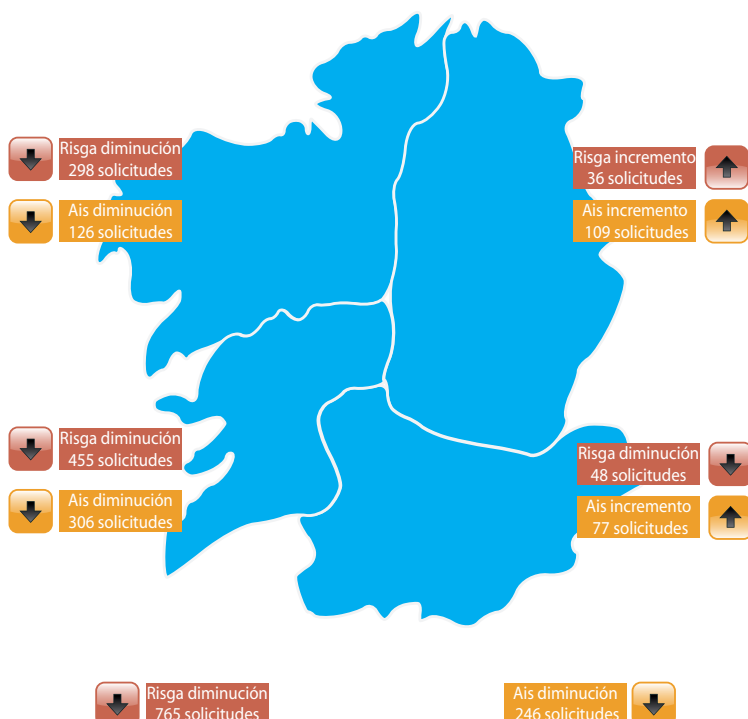 Risga diminución
298 solicitudes
Ais diminución
126 solicitudes
Risga incremento
36 solicitudes
Ais incremento
109 solicitudes
Risga diminución
455 solicitudes
Ais diminución
306 solicitudes
Risga diminución
48 solicitudes
Ais incremento
77 solicitudes
Risga diminución
765 solicitudes
Ais diminución
246 solicitudes